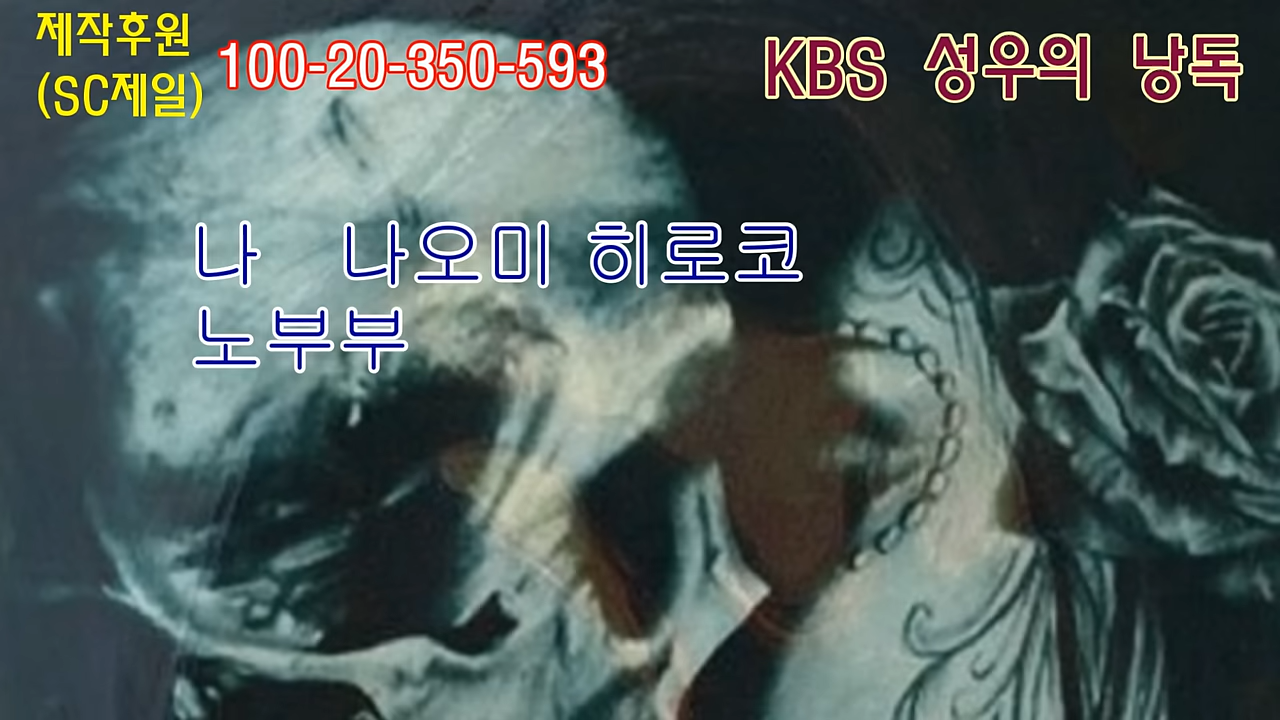 제작후원
(SC제일)
100-20-350-593
KBS 성우의 낭독
나 나오미 히로코
노부부